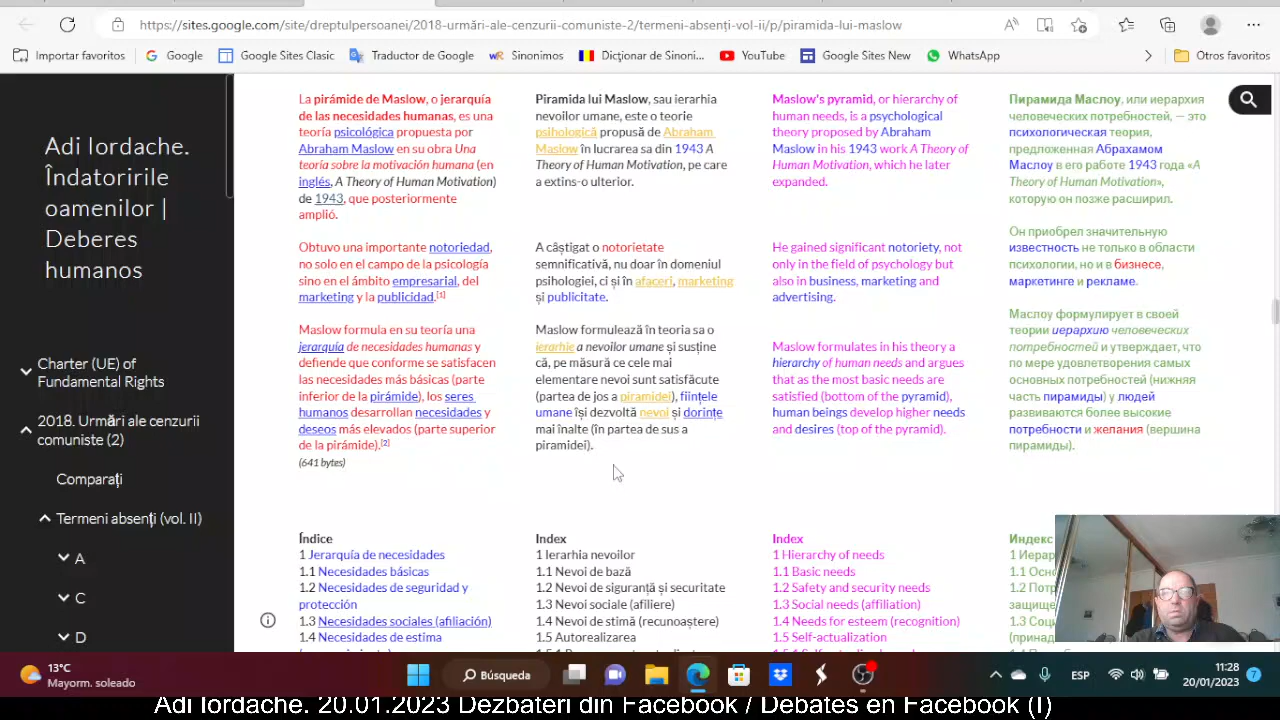 https://sites.google.com/site/dreptulpersoanei/2018-urmări-ale-cenzurii-comuniste-2/termeni-absenți-vol-ii/p/piramida-lui-maslow
Importar favoritos
Google
Google Sites Clasic
Traductor de Google
Sinonimos
Dicționar de Sinoni...
YouTube
Google Sites New
WhatsApp
Otros favoritos
Adi Iordache.
Îndatoririle
oamenilor |
Deberes
humanos
Charter (UE) of
Fundamental Rights
2018. Urmări ale cenzurii
comuniste (2)
Comparați
Termeni absenți (vol. II)
A
C
D
La pirámide de Maslow, o jerarquía
de las necesidades humanas, es una
teoría psicológica propuesta por
Abraham Maslow en su obra Una
teoría sobre la motivación humana (en
inglés, A Theory of Human Motivation)
de 1943, que posteriormente
amplió.
Obtuvo una importante notoriedad,
no solo en el campo de la psicología
sino en el ámbito empresarial, del
marketing y la publicidad.[1]
Maslow formula en su teoría una
jerarquía de necesidades humanas y
defiende que conforme se satisfacen
las necesidades más básicas (parte
inferior de la pirámide), los seres
humanos desarrollan necesidades y
deseos más elevados (parte superior
de la pirámide).[2]
(641 bytes)
Índice
1 Jerarquía de necesidades
1.1 Necesidades básicas
1.2 Necesidades de seguridad y
protección
1.3 Necesidades sociales (afiliación)
1.4 Necesidades de estima
Piramida lui Maslow, sau ierarhia
nevoilor umane, este o teorie
psihologică propusă de Abraham
Maslow în lucrarea sa din 1943 A
Theory of Human Motivation, pe care
a extins-o ulterior.
A câștigat o notorietate
semnificativă, nu doar în domeniul
psihologiei, ci și în afaceri, marketing
și publicitate.
Maslow formulează în teoria sa o
ierarhie a nevoilor umane și susține
că, pe măsură ce cele mai
elementare nevoi sunt satisfăcute
(partea de jos a piramidei), ființele
umane își dezvoltă nevoi și dorințe
mai înalte (în partea de sus a
piramidei).
Index
1 Ierarhia nevoilor
1.1 Nevoi de bază
1.2 Nevoi de siguranță și securitate
1.3 Nevoi sociale (afiliere)
1.4 Nevoi de stimă (recunoaștere)
1.5 Autorealizarea
Maslow's pyramid, or hierarchy of
human needs, is a psychological
theory proposed by Abraham
Maslow in his 1943 work A Theory of
Human Motivation, which he later
expanded.
He gained significant notoriety, not
only in the field of psychology but
also in business, marketing and
advertising.
Maslow formulates in his theory a
hierarchy of human needs and argues
that as the most basic needs are
satisfied (bottom of the pyramid),
human beings develop higher needs
and desires (top of the pyramid).
Index
1 Hierarchy of needs
1.1 Basic needs
1.2 Safety and security needs
1.3 Social needs (affiliation)
1.4 Needs for esteem (recognition)
1.5 Self-actualization
Пирамида Маслоу, или иерархия
человеческих потребностей, — это
психологическая теория,
предложенная Абрахамом
Маслоу в его работе 1943 года «A
Theory of Human Motivation»,
которую он позже расширил.
Он приобрел значительную
известность не только в области
психологии, но и в бизнесе,
маркетинге и рекламе.
Маслоу формулирует в своей
теории иерархию человеческих
потребностей и утверждает, что
по мере удовлетворения самых
основных потребностей (нижняя
часть пирамиды) у людей
развиваются более высокие
потребности и желания (вершина
пирамиды).
Индекс
13°C
Mayorm. soleado
Búsqueda
ESP
11:28
20/01/2023
7
Adi Iordache. 20.01.2023 Dezbateri din Facebook / Debates en Facebook (I)